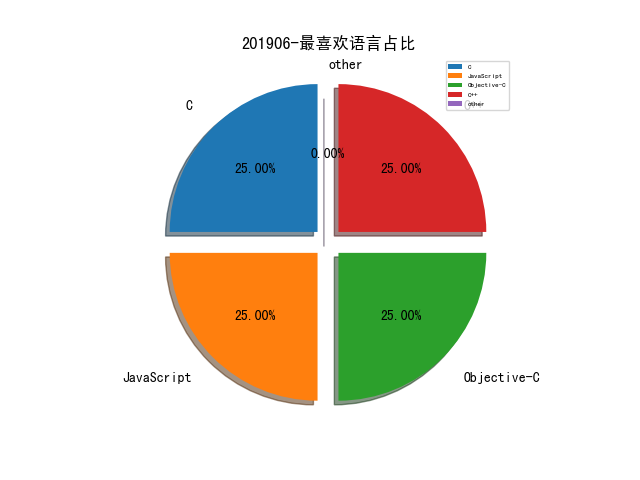 201906-最喜欢语言占比
other
C
JavaScript
Objective-C
C++
other
C
0.00%
25.00%
25.00%
25.00%
25.00%
JavaScript
Objective-C